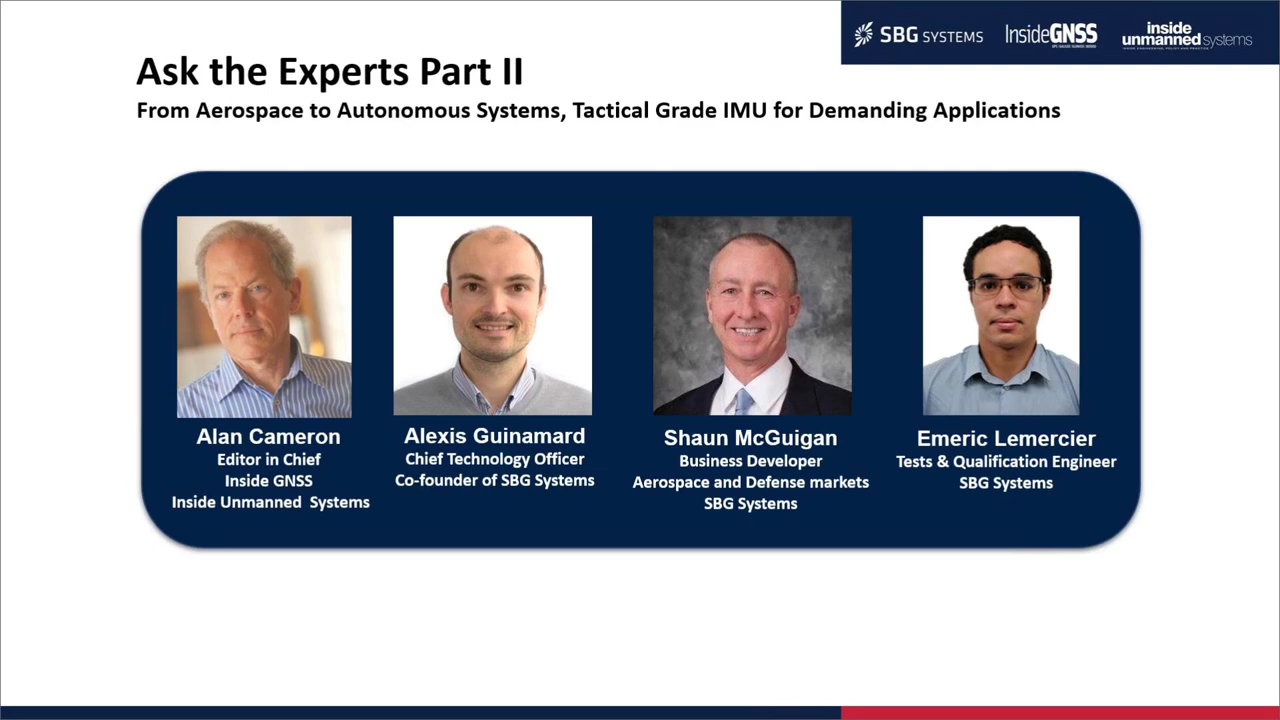 SBG SYSTEMS
InsideGNSS
inside
unmanned systems
Ask the Experts Part II
From Aerospace to Autonomous Systems, Tactical Grade IMU for Demanding Applications
Alan Cameron
Editor in Chief
Inside GNSS
Inside Unmanned Systems
Alexis Guinamard
Chief Technology Officer
Co-founder of SBG Systems
Shaun McGuigan
Business Developer
Aerospace and Defense markets
SBG Systems
Emeric Lemercier
Tests & Qualification Engineer
SBG Systems